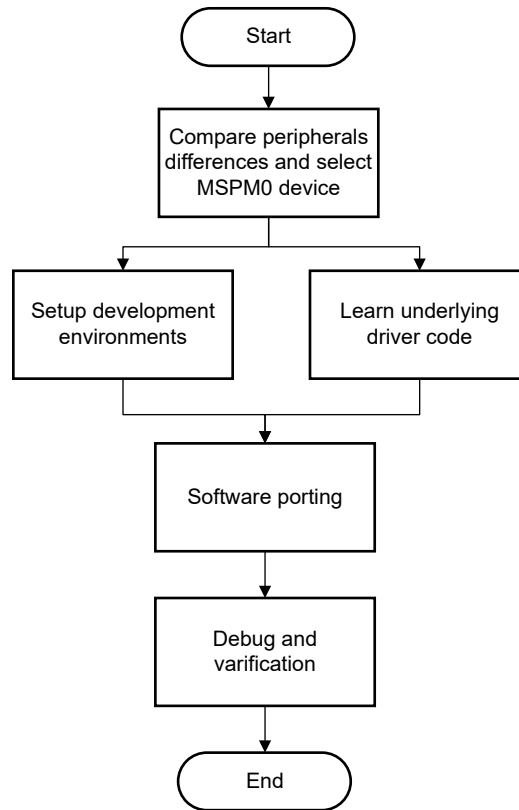 Start
Compare peripherals
differences and select
MSPM0 device
Setup development
environments
Learn underlying
driver code
Software porting
Debug and
varification
End